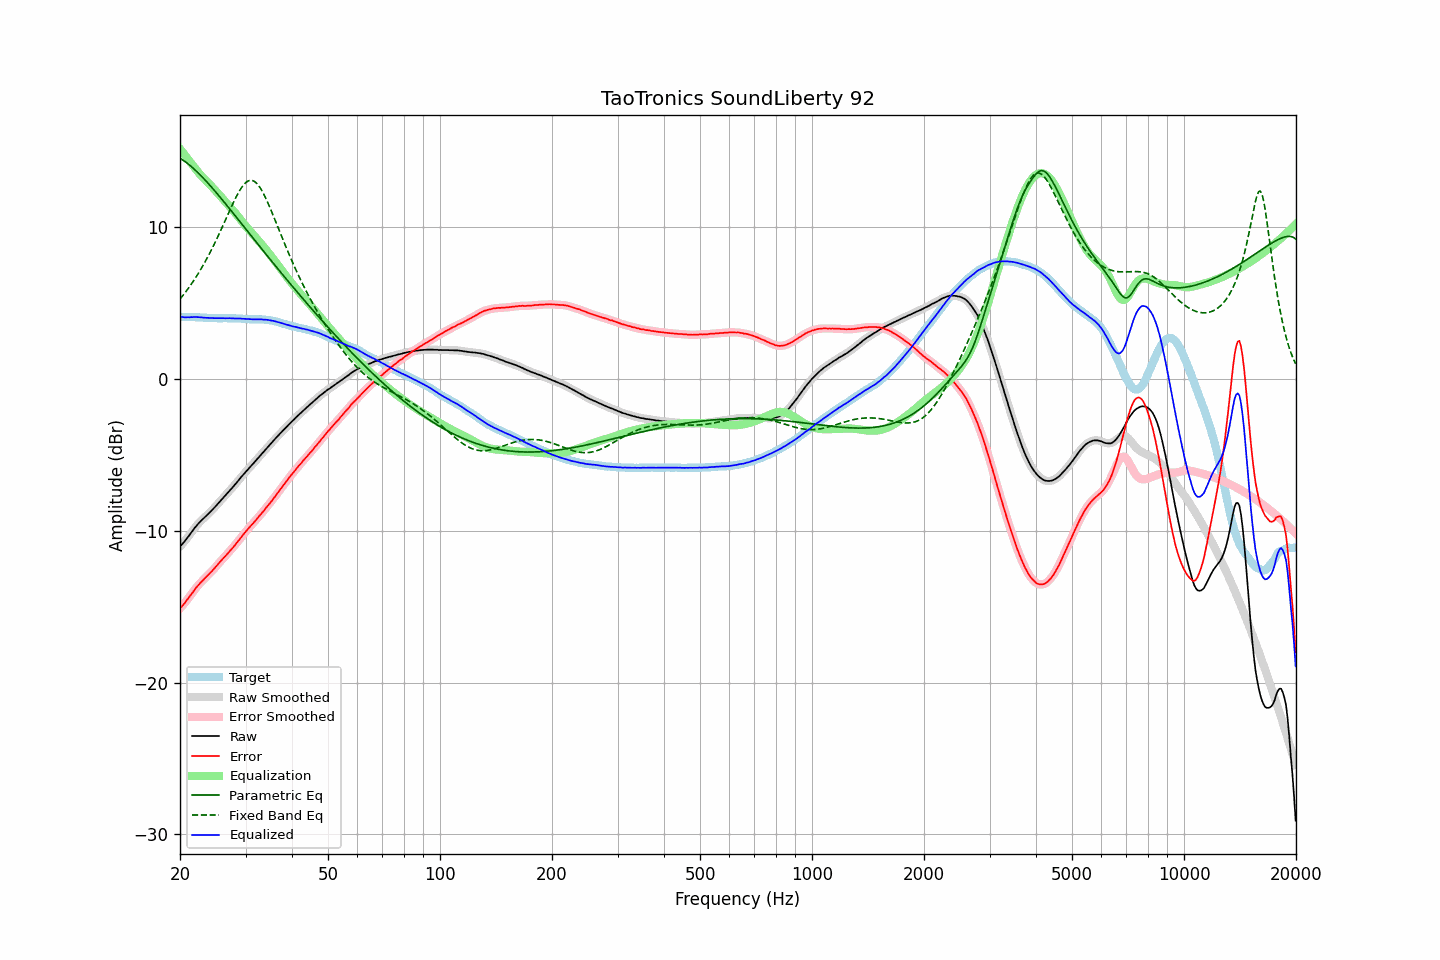 TaoTronics SoundLiberty 92
Amplitude (dBr)
10
0
−10
−20
−30
Target
Raw Smoothed
Error Smoothed
Raw
Error
Equalization
Parametric Eq
Fixed Band Eq
Equalized
20 50 100 200 500 1000 2000 5000 10000 20000
Frequency (Hz)